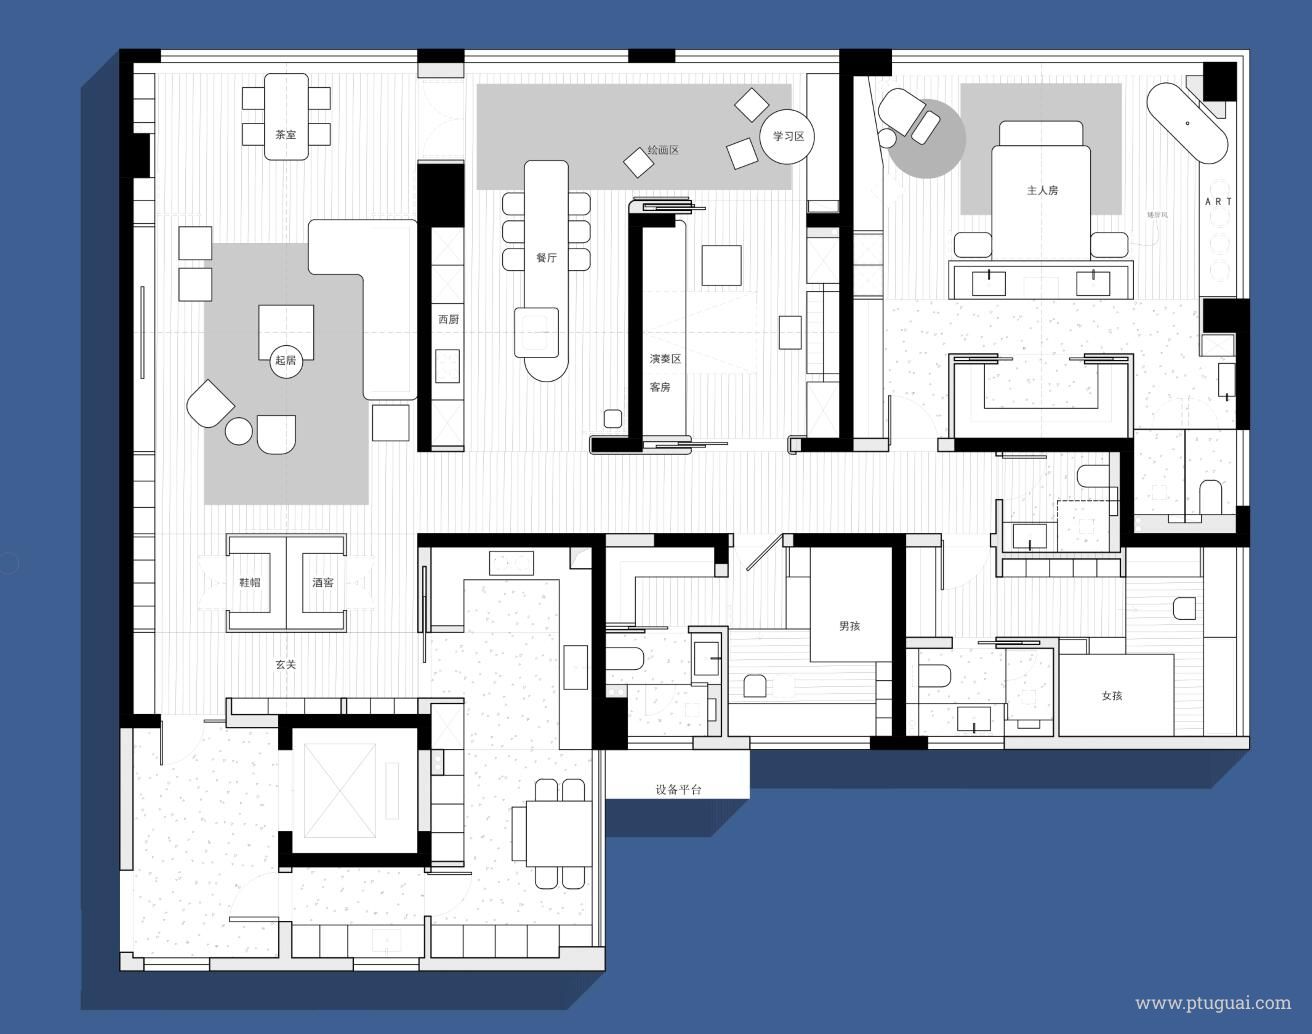 茶室
学习区
绘画区
主人房
ART
餐厅
西厨
起居
演奏区
客房
鞋帽
酒窖
男孩
玄关
女孩
设备平台
www.ptuguai.com